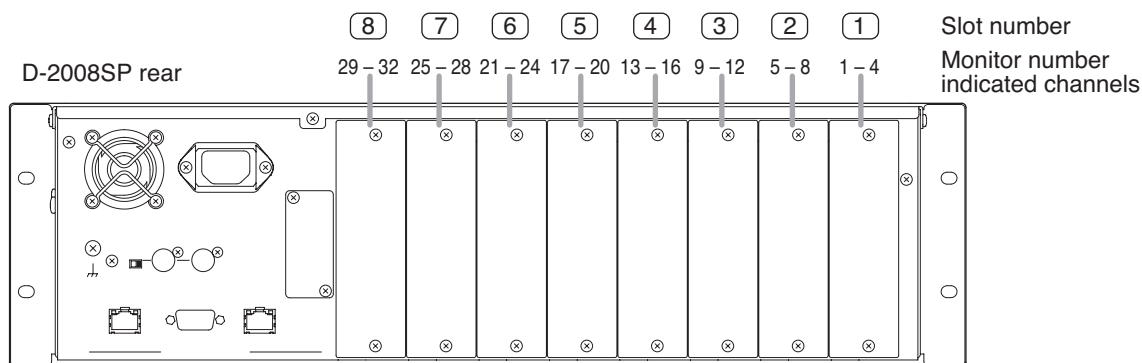 8 7 6 5 4 3 2 1 Slot number
D-2008SP rear 29 – 32 25 – 28 21 – 24 17 – 20 13 – 16 9 – 12 5 – 8 1 – 4 Monitor number
indicated channels